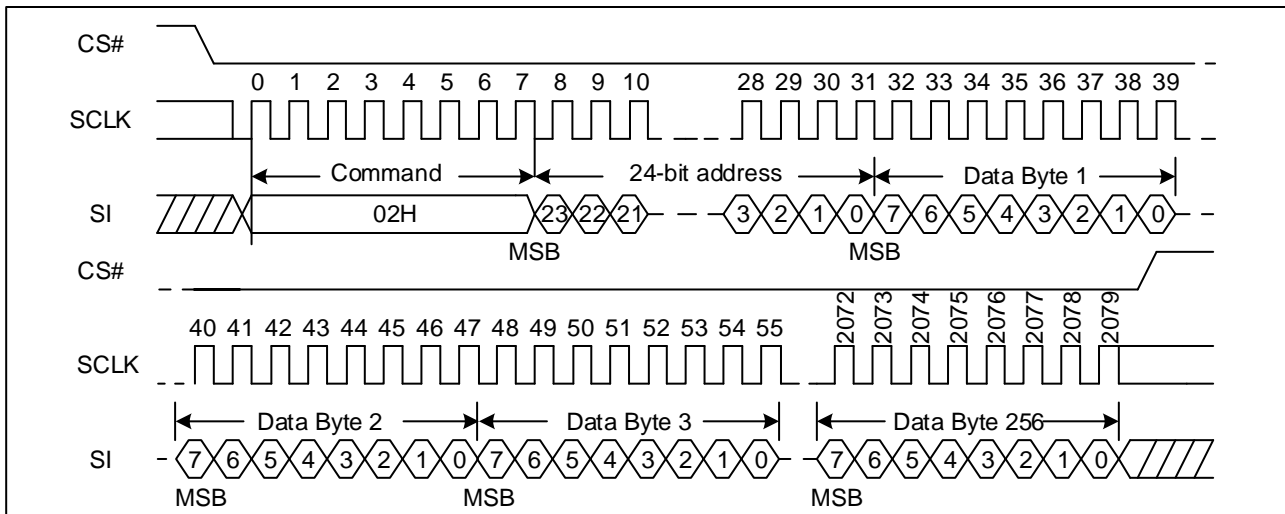 CS#
0 1 2 3 4 5 6 7 8 9 10 28 29 30 31 32 33 34 35 36 37 38 39
SCLK
Command 24-bit address Data Byte 1
SI 02H 23 22 21 3 2 1 0 7 6 5 4 3 2 1 0
MSB MSB
CS#
40 41 42 43 44 45 46 47 48 49 50 51 52 53 54 55 2072 2073 2074 2075 2076 2077 2078 2079
SCLK
Data Byte 2 Data Byte 3 Data Byte 256
SI 7 6 5 4 3 2 1 0 7 6 5 4 3 2 1 0 7 6 5 4 3 2 1 0
MSB MSB MSB